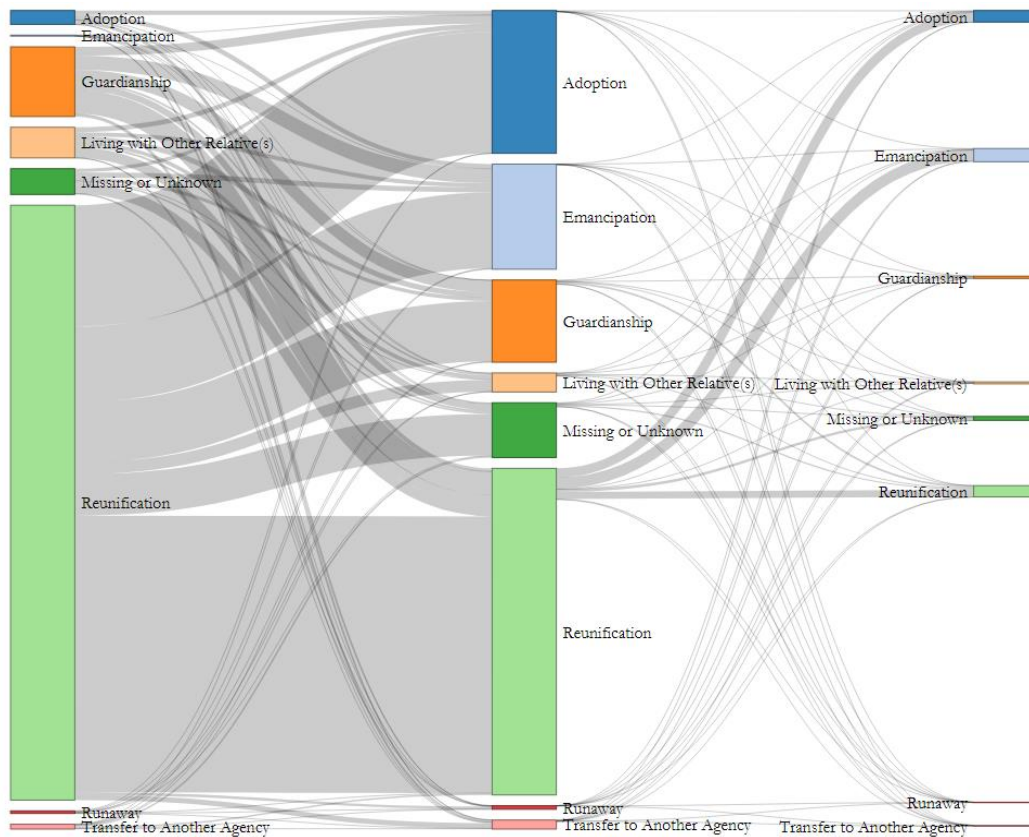 Adoption
Emancipation
Guardianship
Living with Other Relative(s)
Missing or Unknown
Reunification
Runaway
Transfer to Another Agency
Adoption
Emancipation
Guardianship
Living with Other Relative(s)
Missing or Unknown
Reunification
Runaway
Transfer to Another Agency
Adoption
Emancipation
Guardianship
Living with Other Relative(s)
Missing or Unknown
Reunification
Runaway
Transfer to Another Agency